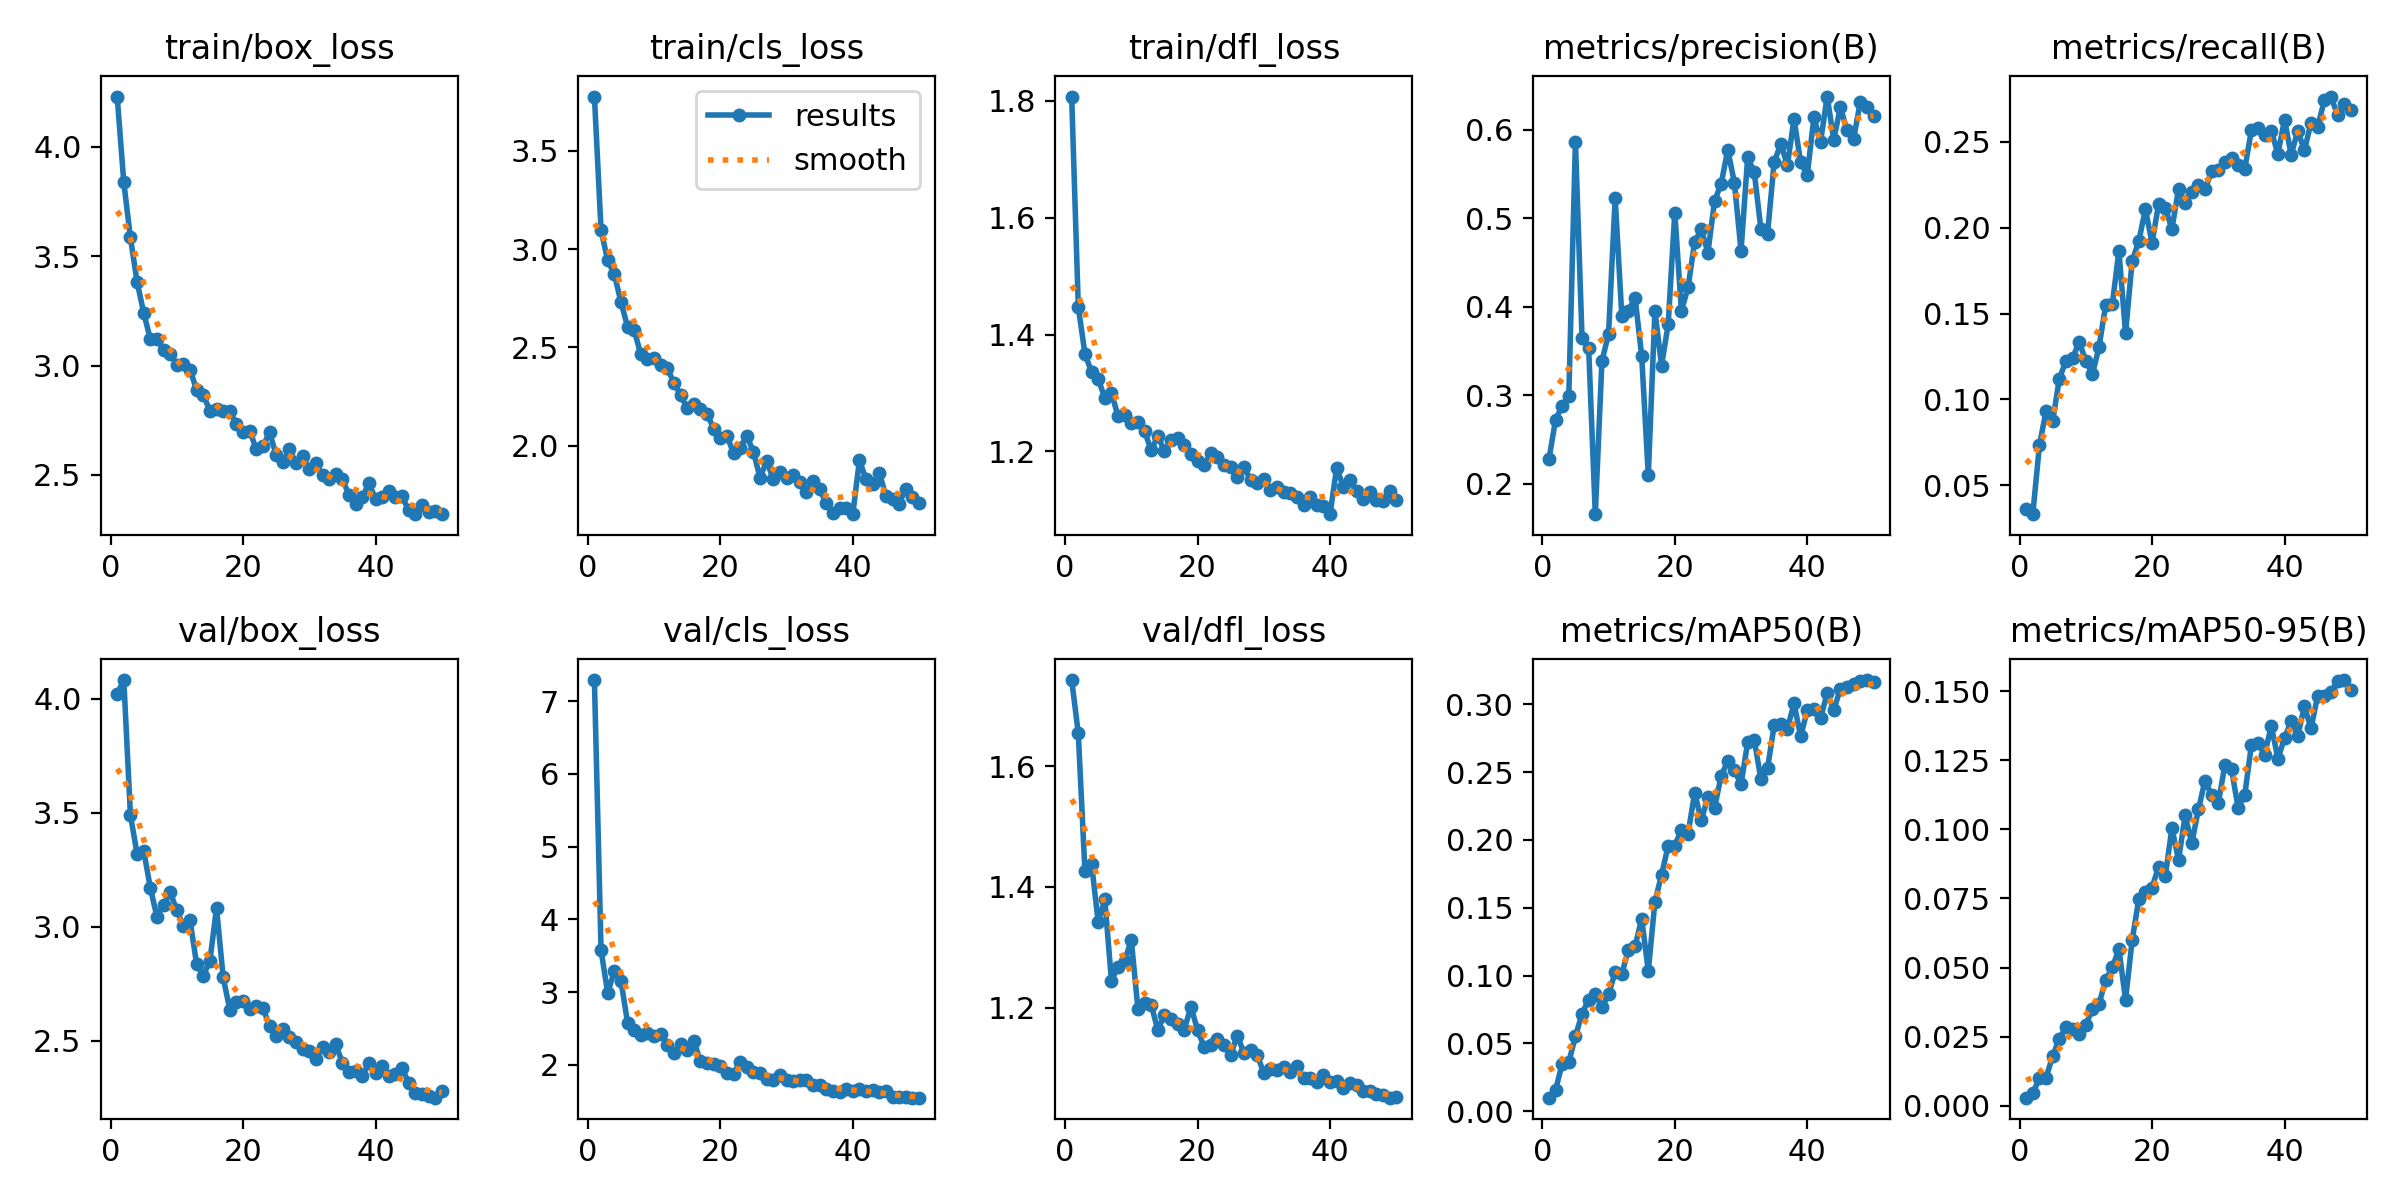 train/box_loss
4.0
3.5
3.0
2.5
0 20 40
train/cls_loss
results
smooth
3.5
3.0
2.5
2.0
0 20 40
train/dfl_loss
1.8
1.6
1.4
1.2
0 20 40
metrics/precision(B)
0.6
0.5
0.4
0.3
0.2
0 20 40
metrics/recall(B)
0.25
0.20
0.15
0.10
0.05
0 20 40
val/box_loss
4.0
3.5
3.0
2.5
0 20 40
val/cls_loss
7
6
5
4
3
2
0 20 40
val/dfl_loss
1.6
1.4
1.2
0 20 40
metrics/mAP50(B)
0.30
0.25
0.20
0.15
0.10
0.05
0.00
0 20 40
metrics/mAP50-95(B)
0.150
0.125
0.100
0.075
0.050
0.025
0.000
0 20 40